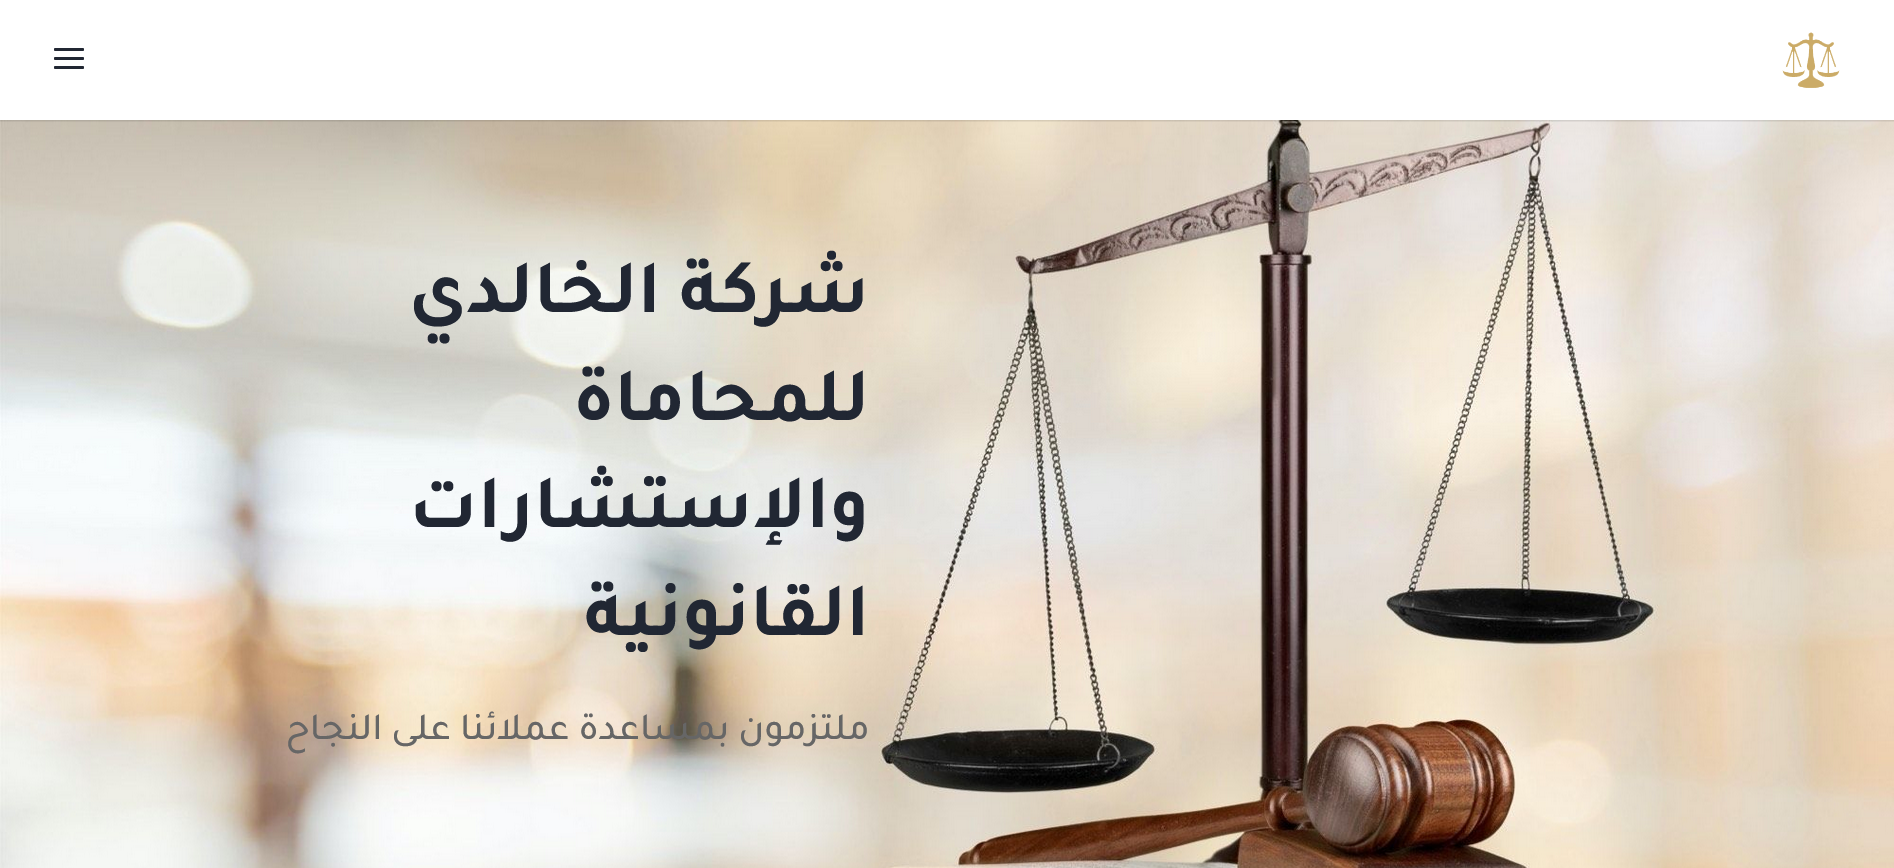 شركة الخالدي
للمحاماة
والإستشارات
القانونية
ملتزمون بمساعدة عملائنا على النجاح